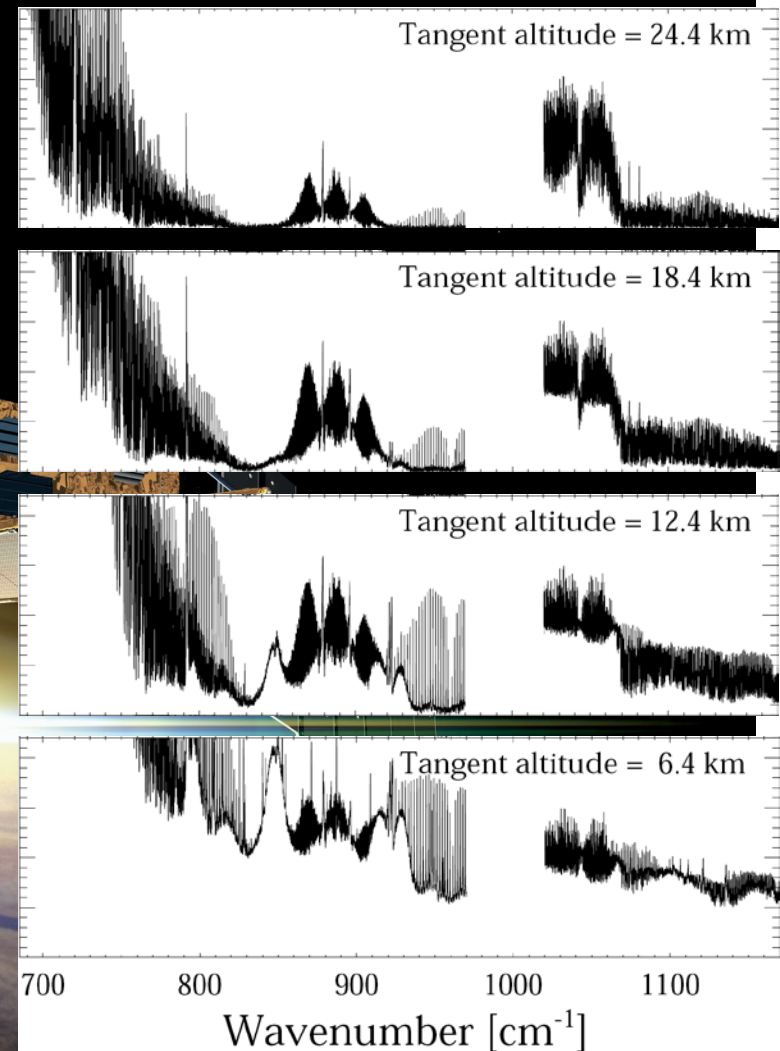 Tangent altitude = 24.4 km
Tangent altitude = 18.4 km
Tangent altitude = 12.4 km
Tangent altitude = 6.4 km
700 800 900 1000 1100
Wavenumber [cm⁻¹]